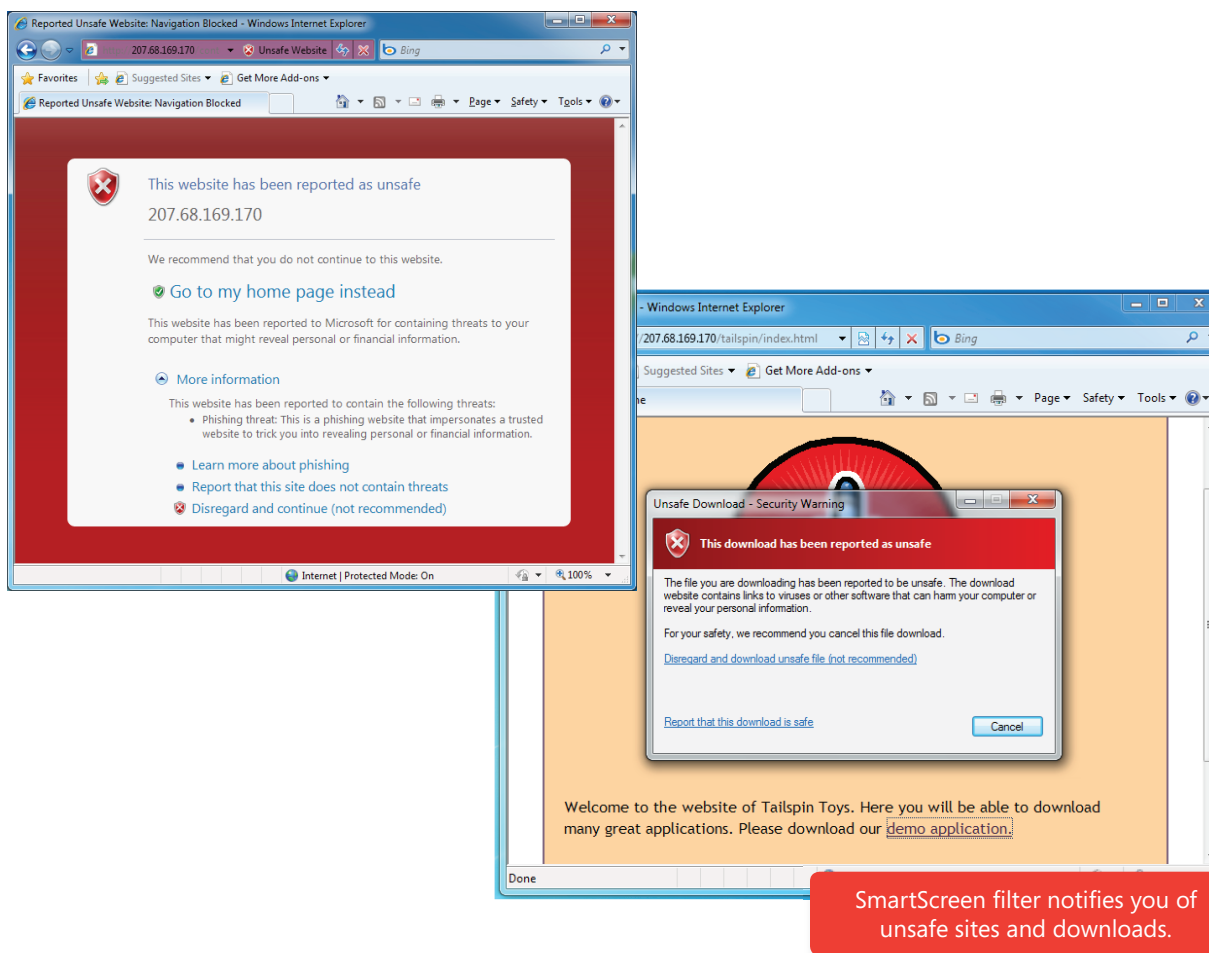 Reported Unsafe Website: Navigation Blocked - Windows Internet Explorer
207.68.169.170 Unsafe Website Bing
Favorites Suggested Sites Get More Add-ons
Reported Unsafe Website: Navigation Blocked Page Safety Tools
This website has been reported as unsafe
207.68.169.170
We recommend that you do not continue to this website.
Go to my home page instead
This website has been reported to Microsoft for containing threats to your
computer that might reveal personal or financial information.
More information
This website has been reported to contain the following threats:
• Phishing threat: This is a phishing website that impersonates a trusted
website to trick you into revealing personal or financial information.
Learn more about phishing
Report that this site does not contain threats
Disregard and continue (not recommended)
Internet | Protected Mode: On 100%
- Windows Internet Explorer
/207.68.169.170/tailspin/index.html Bing
Suggested Sites Get More Add-ons
Page Safety Tools
Unsafe Download - Security Warning
This download has been reported as unsafe
The file you are downloading has been reported to be unsafe. The download
website contains links to viruses or other software that can harm your computer or
reveal your personal information.
For your safety, we recommend you cancel this file download.
Disregard and download unsafe file (not recommended)
Report that this download is safe
Cancel
Welcome to the website of Tailspin Toys. Here you will be able to download
many great applications. Please download our demo application.
Done
SmartScreen filter notifies you of
unsafe sites and downloads.